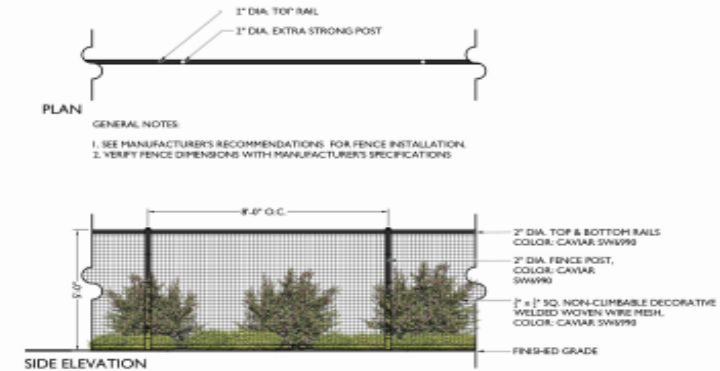 2" DIA. TOP RAIL
2" DIA. EXTRA STRONG POST
PLAN
GENERAL NOTES:
1. SEE MANUFACTURER'S RECOMMENDATIONS FOR FENCE INSTALLATION.
2. VERIFY FENCE DIMENSIONS WITH MANUFACTURER'S SPECIFICATIONS
8'-0" O.C.
2" DIA. TOP & BOTTOM RAILS
COLOR: CAVIAR SW6990
2" DIA. FENCE POST,
COLOR: CAVIAR
SW6990
SQ. NON-CLIMBABLE DECORATIVE
WELDED WOVEN WIRE MESH,
COLOR: CAVIAR SW6990
FINISHED GRADE
SIDE ELEVATION